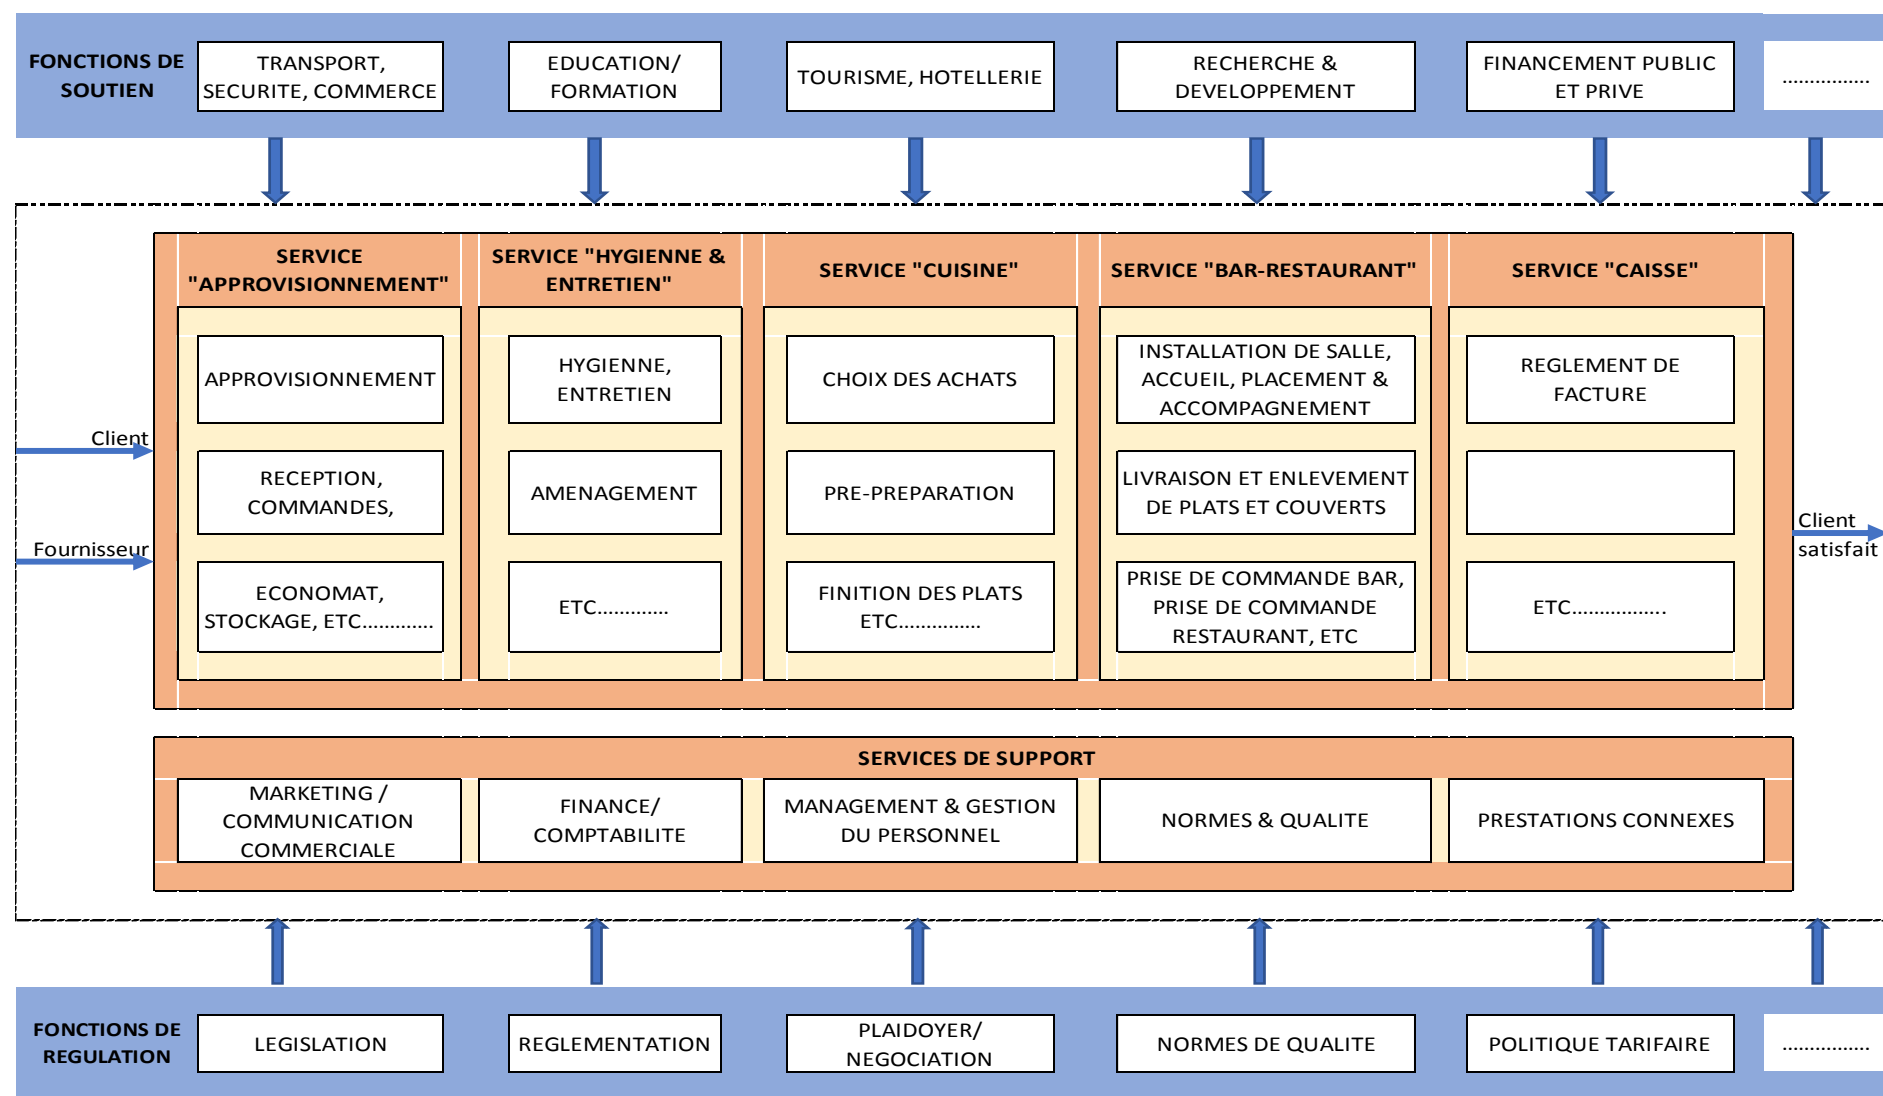 FONCTIONS DE
SOUTIEN
TRANSPORT,
SECURITE, COMMERCE
EDUCATION/
FORMATION
TOURISME, HOTELLERIE
RECHERCHE &
DEVELOPPEMENT
FINANCEMENT PUBLIC
ET PRIVE
................
SERVICE
"APPROVISIONNEMENT"
SERVICE "HYGIENNE &
ENTRETIEN"
SERVICE "CUISINE"
SERVICE "BAR-RESTAURANT"
SERVICE "CAISSE"
APPROVISIONNEMENT
HYGIENNE,
ENTRETIEN
CHOIX DES ACHATS
INSTALLATION DE SALLE,
ACCUEIL, PLACEMENT &
ACCOMPAGNEMENT
REGLEMENT DE
FACTURE
Client
RECEPTION,
COMMANDES,
AMENAGEMENT
PRE-PREPARATION
LIVRAISON ET ENLEVEMENT
DE PLATS ET COUVERTS
Client
satisfait
Fournisseur
ECONOMAT,
STOCKAGE, ETC.............
ETC.............
FINITION DES PLATS
ETC...............
PRISE DE COMMANDE BAR,
PRISE DE COMMANDE
RESTAURANT, ETC
ETC.................
SERVICES DE SUPPORT
MARKETING /
COMMUNICATION
COMMERCIALE
FINANCE/
COMPTABILITE
MANAGEMENT & GESTION
DU PERSONNEL
NORMES & QUALITE
PRESTATIONS CONNEXES
FONCTIONS DE
REGULATION
LEGISLATION
REGLEMENTATION
PLAIDOYER/
NEGOCIATION
NORMES DE QUALITE
POLITIQUE TARIFAIRE
................